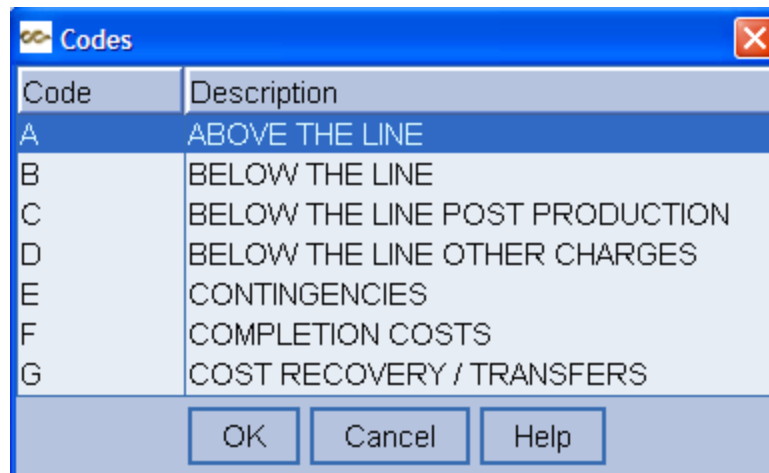 Codes
Code Description
A ABOVE THE LINE
B BELOW THE LINE
C BELOW THE LINE POST PRODUCTION
D BELOW THE LINE OTHER CHARGES
E CONTINGENCIES
F COMPLETION COSTS
G COST RECOVERY / TRANSFERS
OK Cancel Help